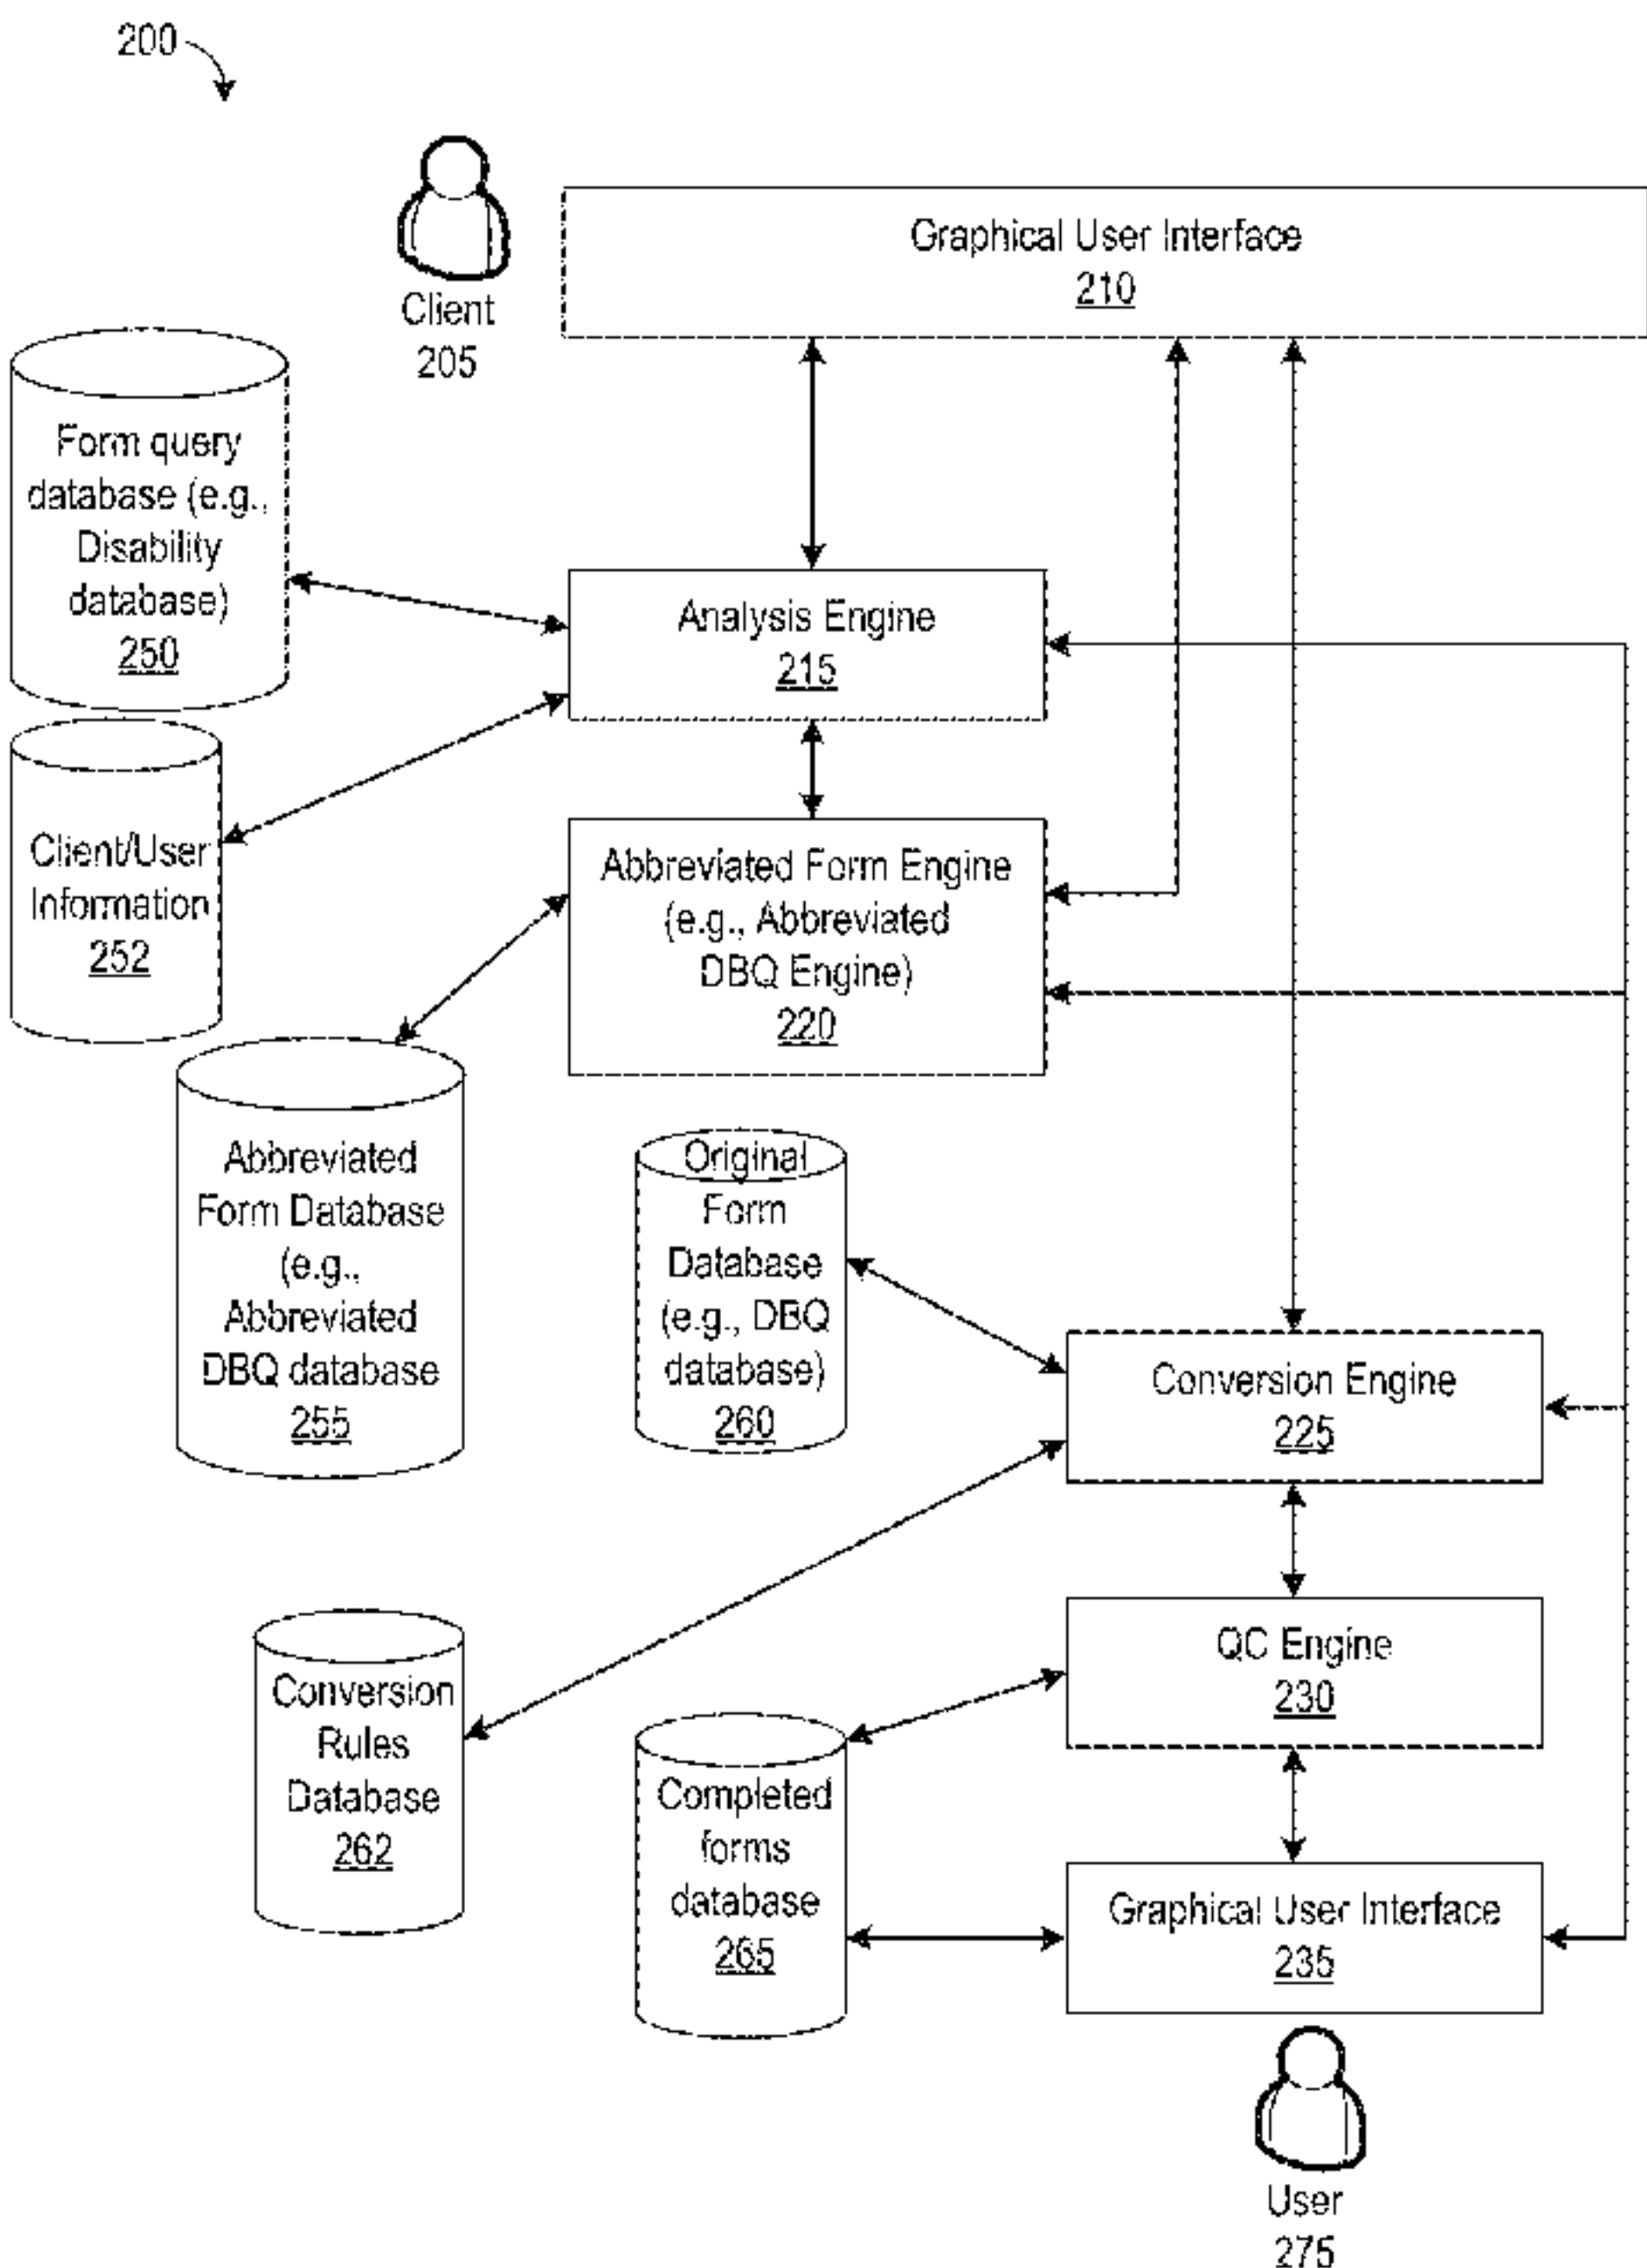 200
Client
205
Graphical User Interface
210
Form query
database (e.g.,
Disability
database)
250
Analysis Engine
215
Client/User
Information
252
Abbreviated Form Engine
(e.g., Abbreviated
DBQ Engine)
220
Abbreviated
Form Database
(e.g.,
Abbreviated
DBQ database
255
Original
Form
Database
(e.g., DBQ
database)
260
Conversion Engine
225
Conversion
Rules
Database
262
QC Engine
230
Completed
forms
database
265
Graphical User Interface
235
User
275